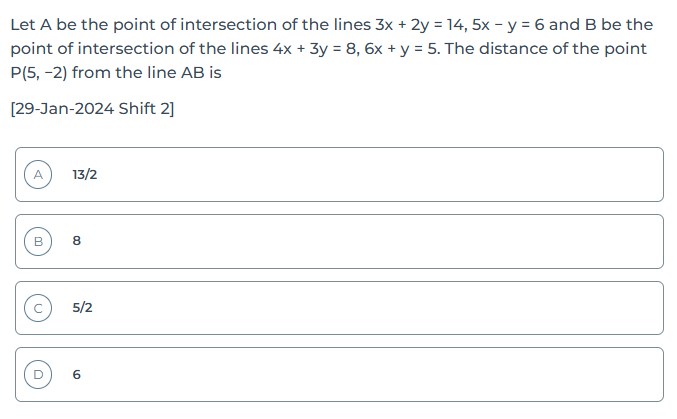 Let A be the point of intersection of the lines 3x + 2y = 14, 5x − y = 6 and B be the
point of intersection of the lines 4x + 3y = 8, 6x + y = 5. The distance of the point
P(5, −2) from the line AB is
[29-Jan-2024 Shift 2]
A 13/2
B 8
C 5/2
D 6